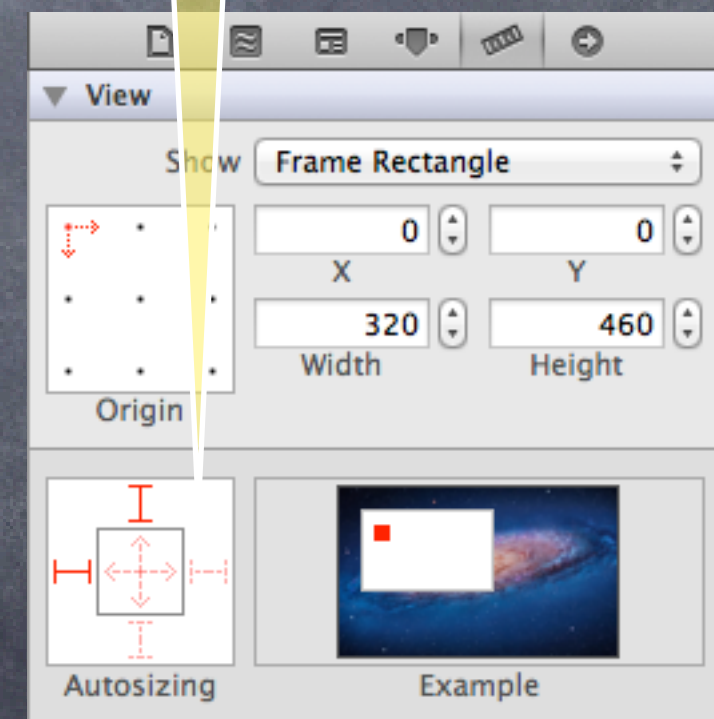 View
Show Frame Rectangle
0 0
X Y
320 460
Width Height
Origin
Autosizing Example